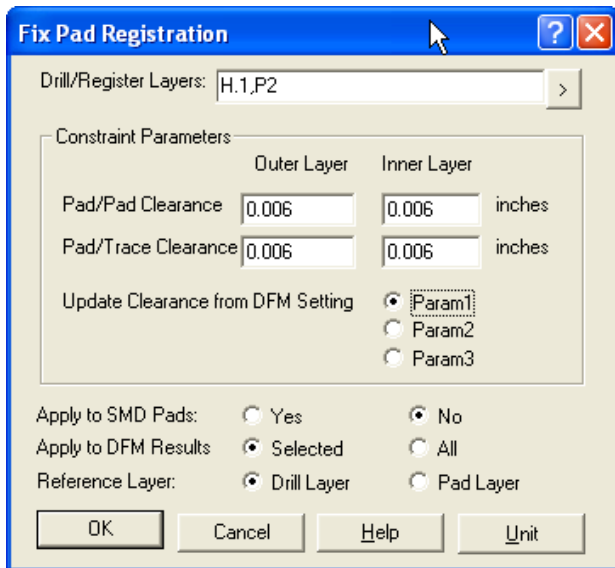 Fix Pad Registration
Drill/Register Layers: H.1,P2 >
Constraint Parameters
Outer Layer Inner Layer
Pad/Pad Clearance 0.006 0.006 inches
Pad/Trace Clearance 0.006 0.006 inches
Update Clearance from DFM Setting Param1
Param2
Param3
Apply to SMD Pads: Yes No
Apply to DFM Results Selected All
Reference Layer: Drill Layer Pad Layer
OK Cancel Help Unit